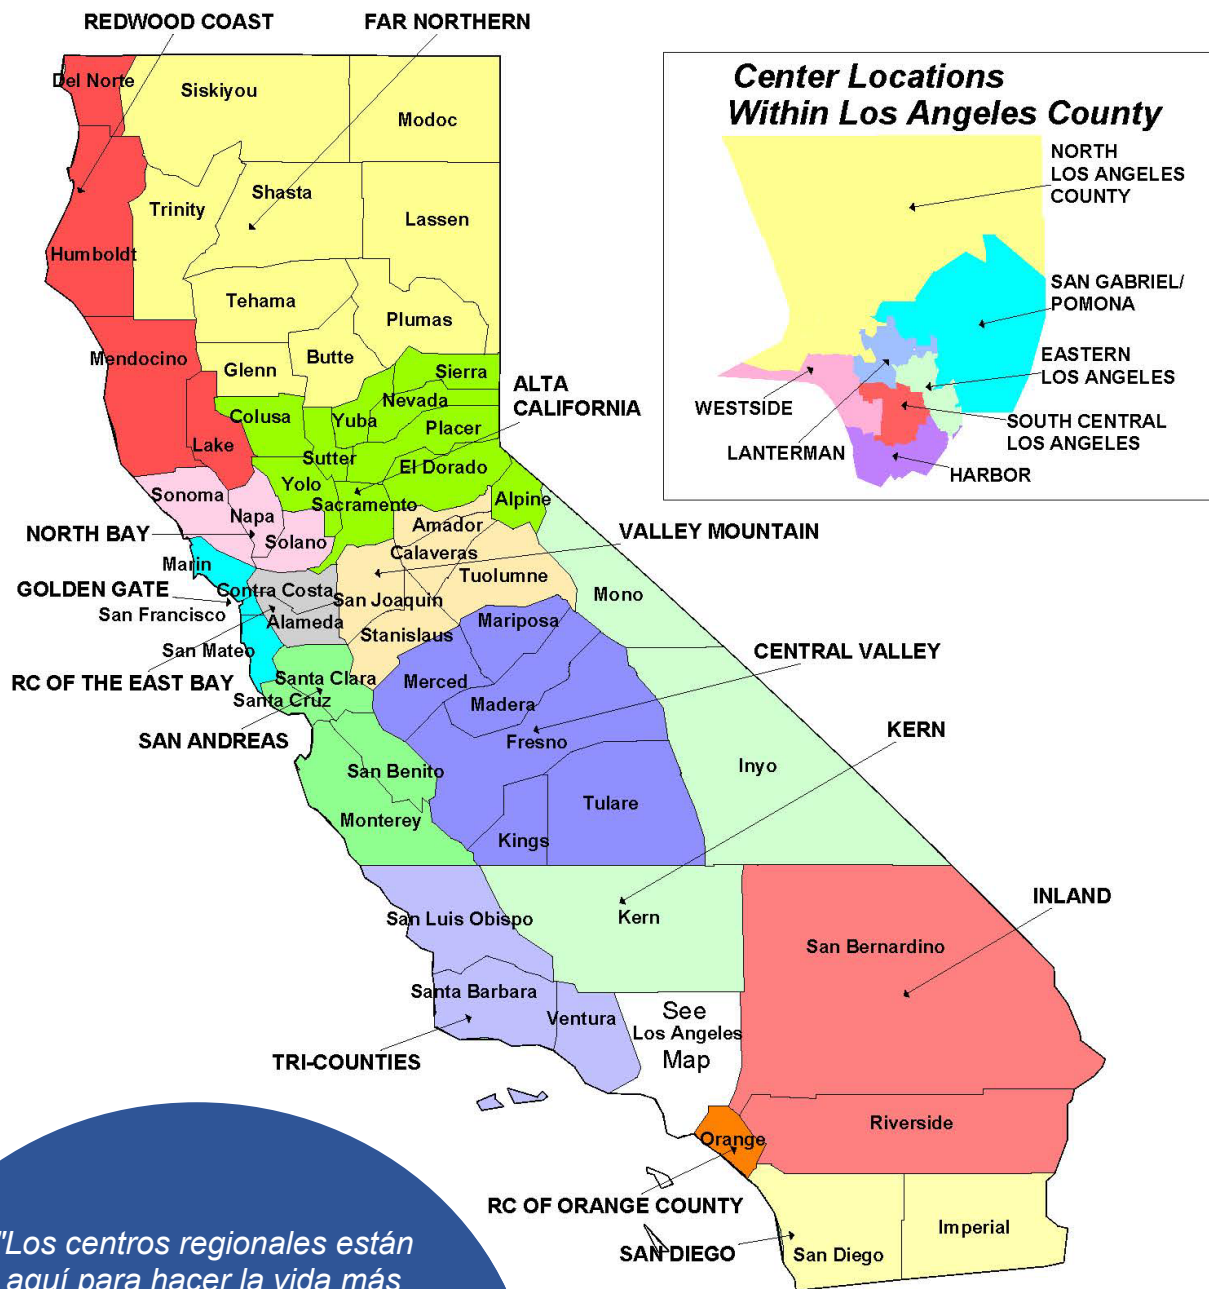 REDWOOD COAST
FAR NORTHERN
Del Norte
Siskiyou
Modoc
Trinity
Shasta
Lassen
Humboldt
Tehama
Plumas
Mendocino
Glenn
Butte
Sierra
Colusa
Yuba
Nevada
Placer
Lake
Sutter
El Dorado
Yolo
Sacramento
Alpine
ALTA
CALIFORNIA
Sonoma
Napa
Solano
NORTH BAY
Amador
Calaveras
Tuolumne
VALLEY MOUNTAIN
Marin
GOLDEN GATE
San Francisco
Contra Costa
Alameda
San Joaquin
Stanislaus
Mono
Mariposa
San Mateo
RC OF THE EAST BAY
Santa Clara
Santa Cruz
Merced
Madera
CENTRAL VALLEY
SAN ANDREAS
Fresno
KERN
San Benito
Inyo
Monterey
Tulare
Kings
San Luis Obispo
Kern
INLAND
San Bernardino
Santa Barbara
Ventura
See
Los Angeles
Map
TRI-COUNTIES
Orange
Riverside
RC OF ORANGE COUNTY
SAN DIEGO
San Diego
Imperial
Center Locations
Within Los Angeles County
NORTH
LOS ANGELES
COUNTY
SAN GABRIEL/
POMONA
EASTERN
LOS ANGELES
WESTSIDE
SOUTH CENTRAL
LOS ANGELES
LANTERMAN
HARBOR
"Los centros regionales están
aquí para hacer la vida más